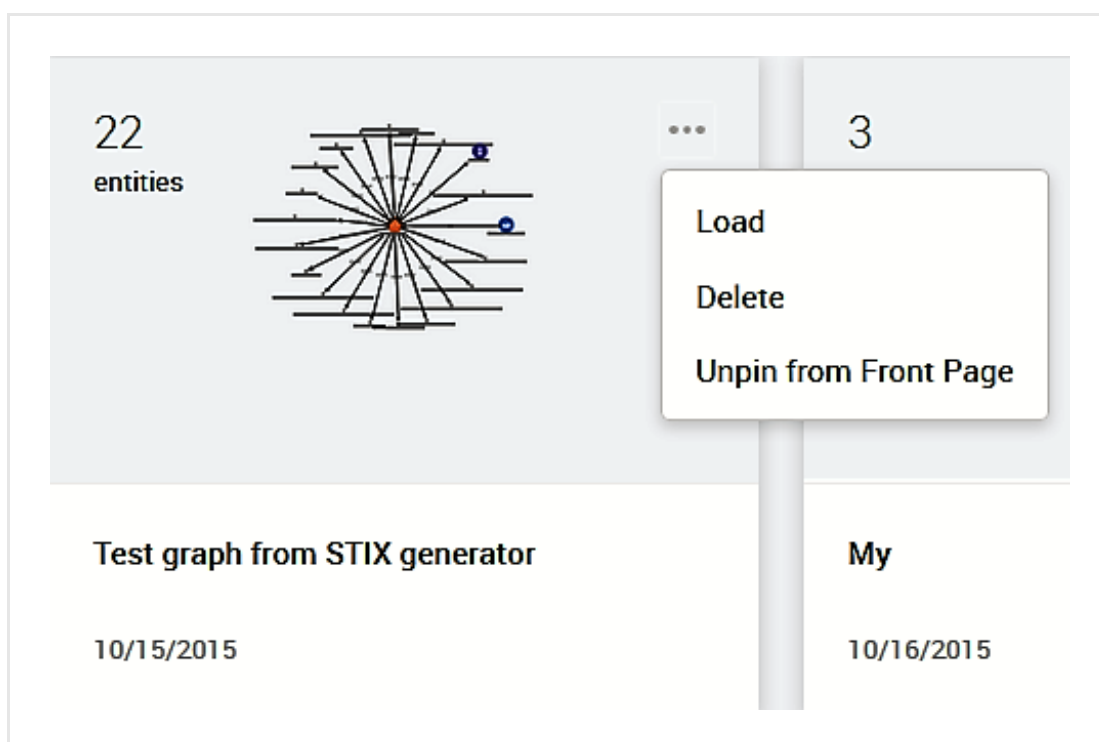 22
entities
•••
Load
Delete
Unpin from Front Page
Test graph from STIX generator
10/15/2015
3
My
10/16/2015